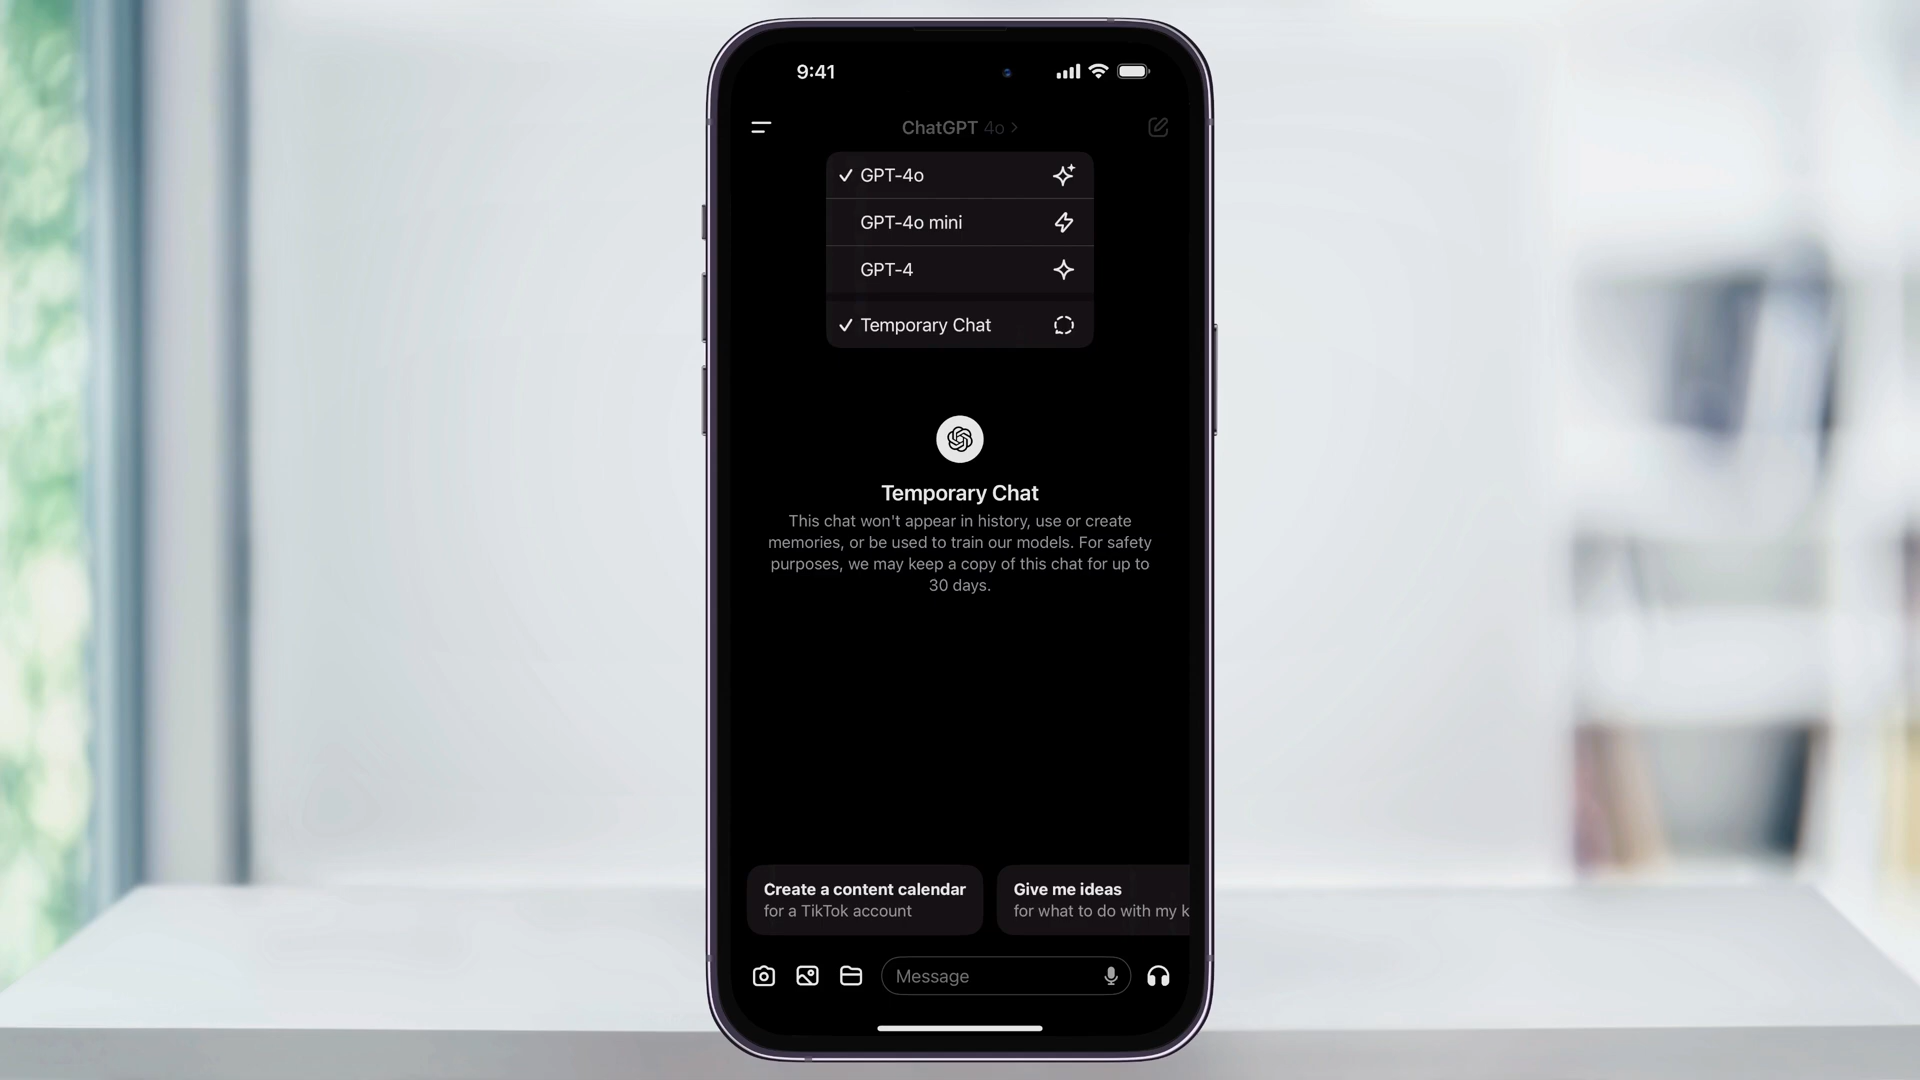 9:41
ChatGPT 4o >
GPT-4o
GPT-4o mini
GPT-4
Temporary Chat
Temporary Chat
This chat won't appear in history, use or create
memories, or be used to train our models. For safety
purposes, we may keep a copy of this chat for up to
30 days.
Create a content calendar
for a TikTok account
Give me ideas
for what to do with my k
Message